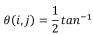 θ(i,j) = 1/2 tan⁻¹